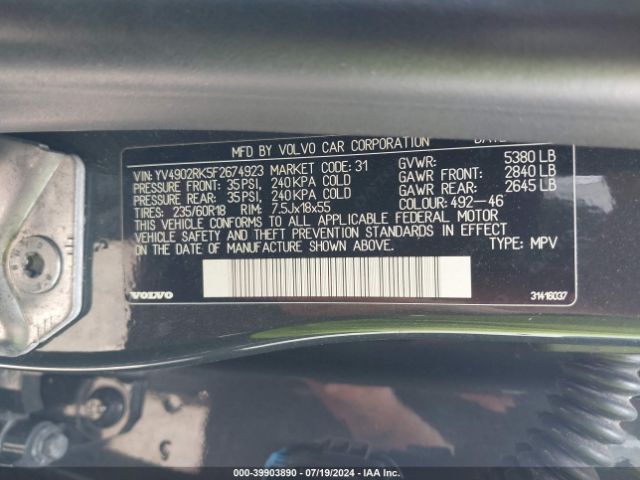 MFD BY VOLVO CAR CORPORATION
VIN: YV4902RK5F2674923 MARKET CODE: 31
PRESSURE FRONT: 35PSI, 240KPA COLD
PRESSURE REAR: 35PSI, 240KPA COLD
TIRES: 235/60R18 RIM: 7.5Jx18x55
THIS VEHICLE CONFORMS TO ALL APPLICABLE FEDERAL MOTOR
VEHICLE SAFETY AND THEFT PREVENTION STANDARDS IN EFFECT
ON THE DATE OF MANUFACTURE SHOWN ABOVE.
GVWR: 5380 LB
GAWR FRONT: 2840 LB
GAWR REAR: 2645 LB
COLOUR: 492-46
TYPE: MPV
VOLVO
31416037
000-39903890 - 07/19/2024 - IAA Inc.